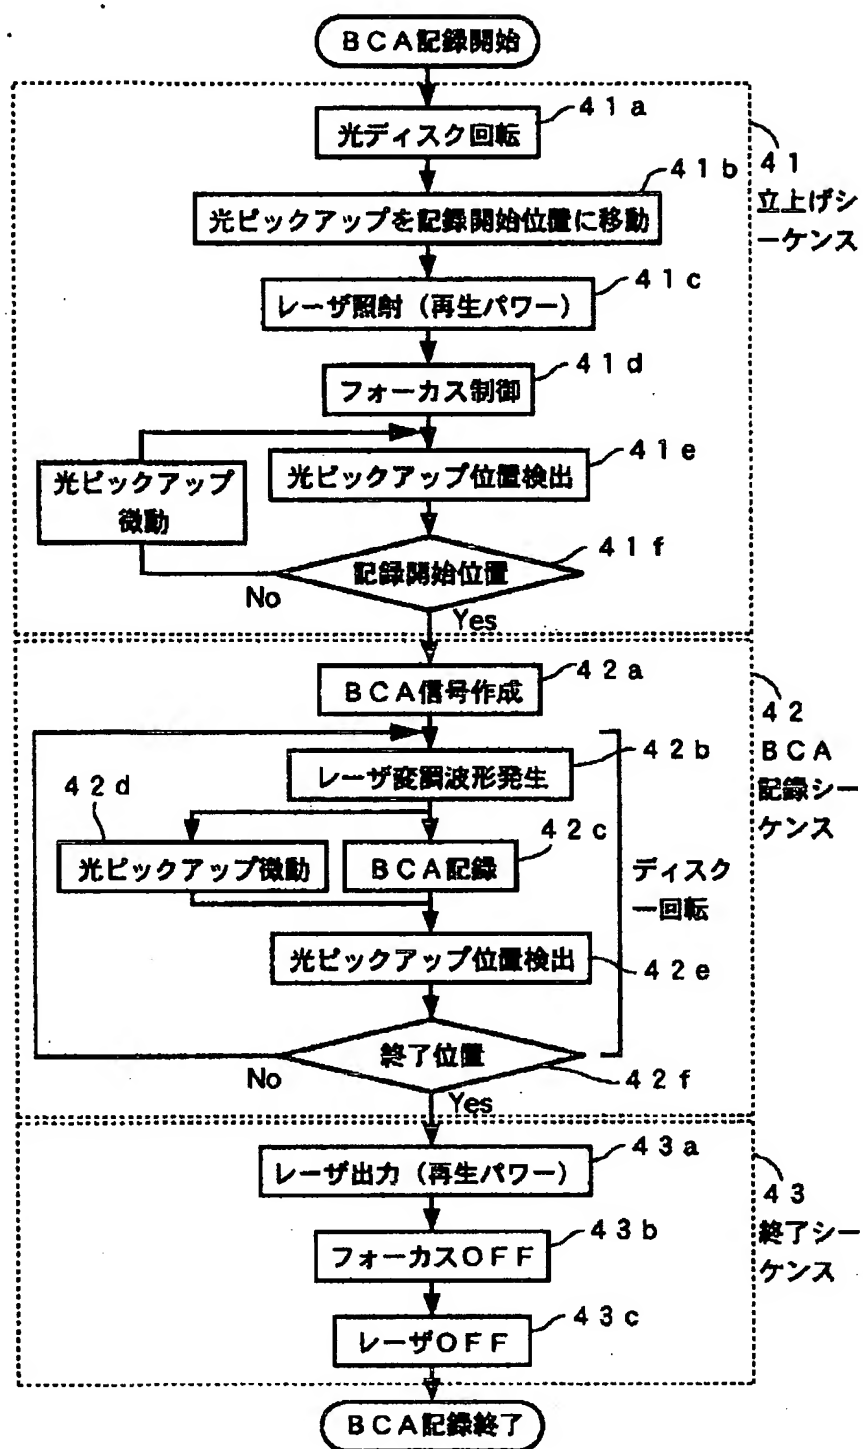 BCA記録開始
41a
光ディスク回転
41
立上げシ
ーケンス
41b
光ピックアップを記録開始位置に移動
41c
レーザ照射（再生パワー）
41d
フォーカス制御
41e
光ピックアップ位置検出
光ピックアップ
微動
41f
記録開始位置
No
Yes
42a
BCA信号作成
42
BCA
記録シー
ケンス
42b
レーザ変調波形発生
42d
42c
光ピックアップ微動
BCA記録
ディスク
一回転
光ピックアップ位置検出
42e
終了位置
42f
No
Yes
43a
レーザ出力（再生パワー）
43
終了シー
ケンス
43b
フォーカスOFF
43c
レーザOFF
BCA記録終了